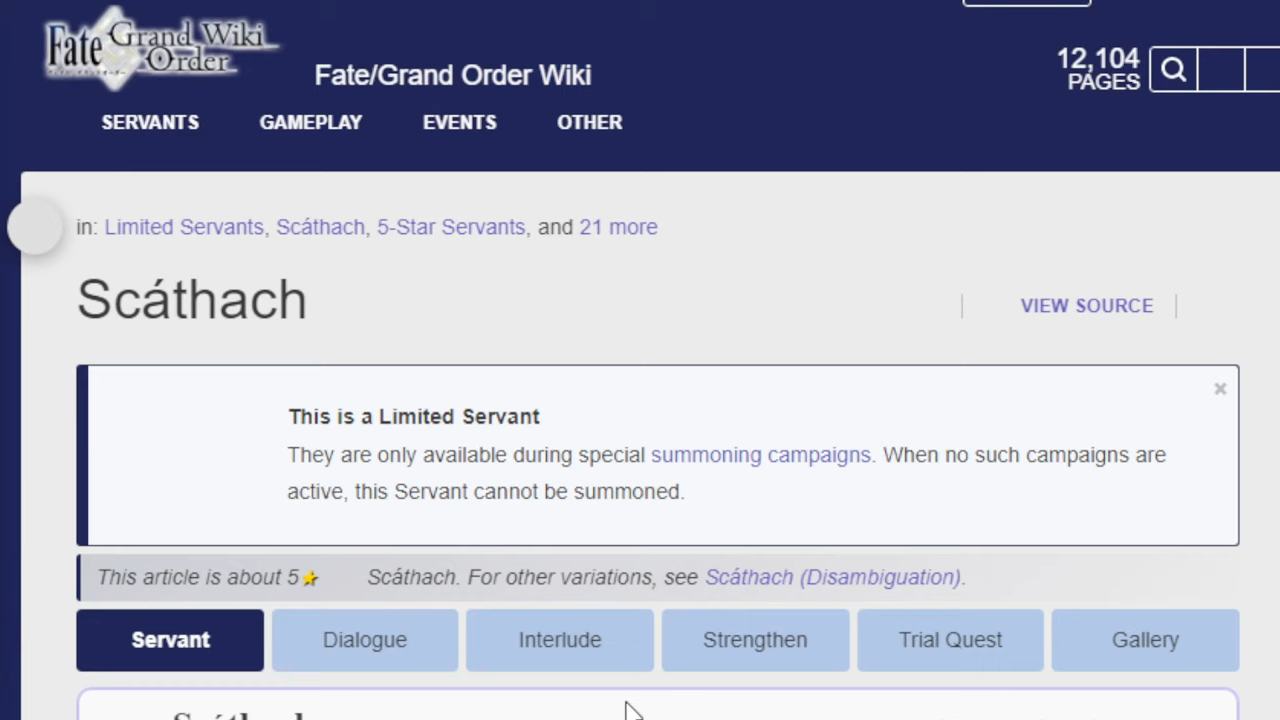 Fate Grand Wiki
Order
Fate/Grand Order Wiki
12,104
PAGES
SERVANTS GAMEPLAY EVENTS OTHER
in: Limited Servants, Scáthach, 5-Star Servants, and 21 more
Scáthach
VIEW SOURCE
This is a Limited Servant
They are only available during special summoning campaigns. When no such campaigns are
active, this Servant cannot be summoned.
This article is about 5⭐ Scáthach. For other variations, see Scáthach (Disambiguation).
Servant Dialogue Interlude Strengthen Trial Quest Gallery
Scáthach